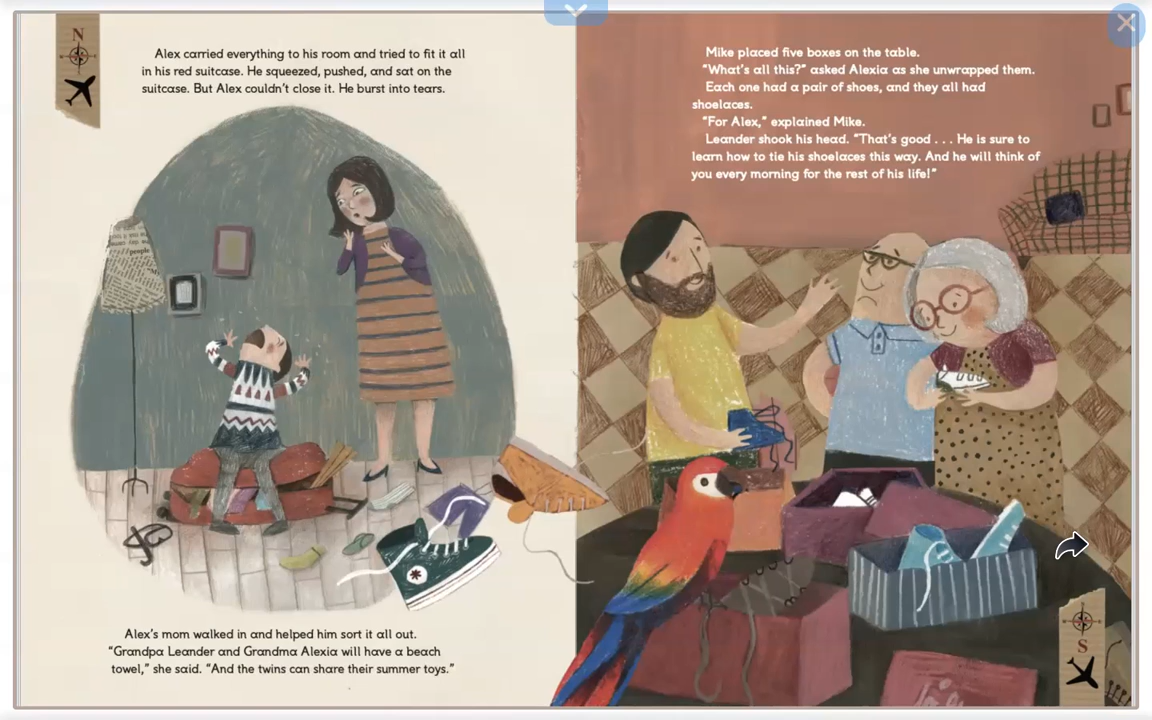 N
Alex carried everything to his room and tried to fit it all
in his red suitcase. He squeezed, pushed, and sat on the
suitcase. But Alex couldn't close it. He burst into tears.
people
Alex's mom walked in and helped him sort it all out.
"Grandpa Leander and Grandma Alexia will have a beach
towel," she said. "And the twins can share their summer toys."
Mike placed five boxes on the table.
"What's all this?" asked Alexia as she unwrapped them.
Each one had a pair of shoes, and they all had
shoelaces.
"For Alex," explained Mike.
Leander shook his head. "That's good . . . He is sure to
learn how to tie his shoelaces this way. And he will think of
you every morning for the rest of his life!"
S